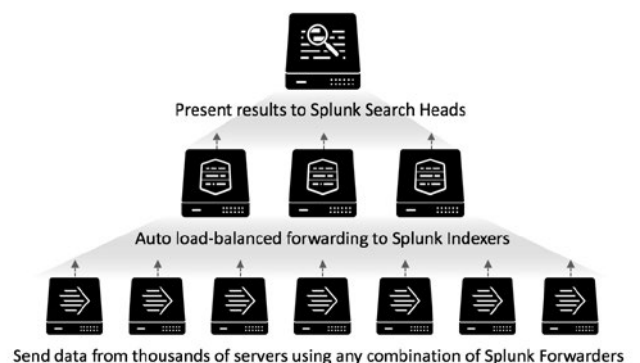 Present results to Splunk Search Heads
Auto load-balanced forwarding to Splunk Indexers
Send data from thousands of servers using any combination of Splunk Forwarders